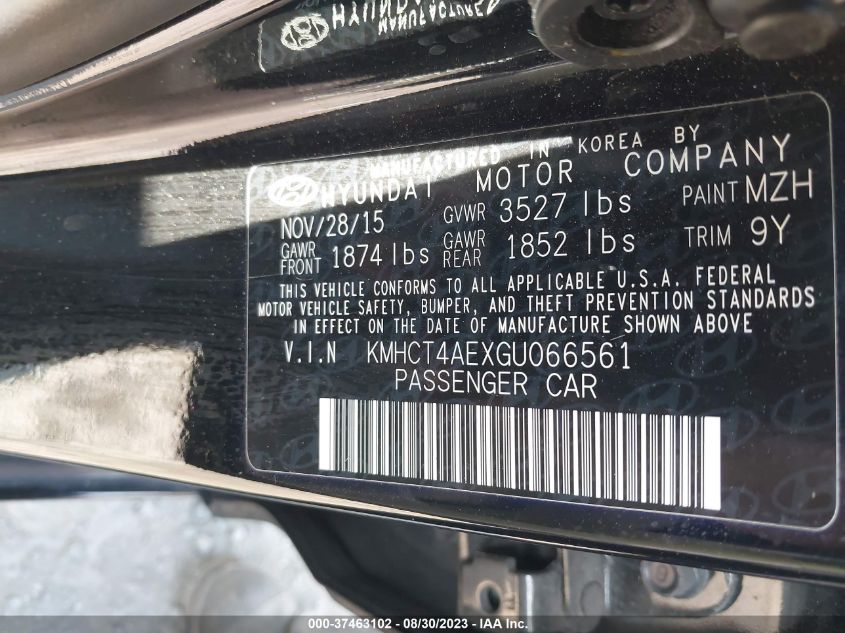 MANUFACTURED IN KOREA BY
HYUNDAI MOTOR COMPANY
NOV/28/15 GVWR 3527 lbs PAINT MZH
GAWR FRONT 1874 lbs GAWR REAR 1852 lbs TRIM 9Y
THIS VEHICLE CONFORMS TO ALL APPLICABLE U.S.A. FEDERAL
MOTOR VEHICLE SAFETY, BUMPER, AND THEFT PREVENTION STANDARDS
IN EFFECT ON THE DATE OF MANUFACTURE SHOWN ABOVE
V.I.N KMHCT4AEXGU066561
PASSENGER CAR
000-37463102 - 08/30/2023 - IAA Inc.